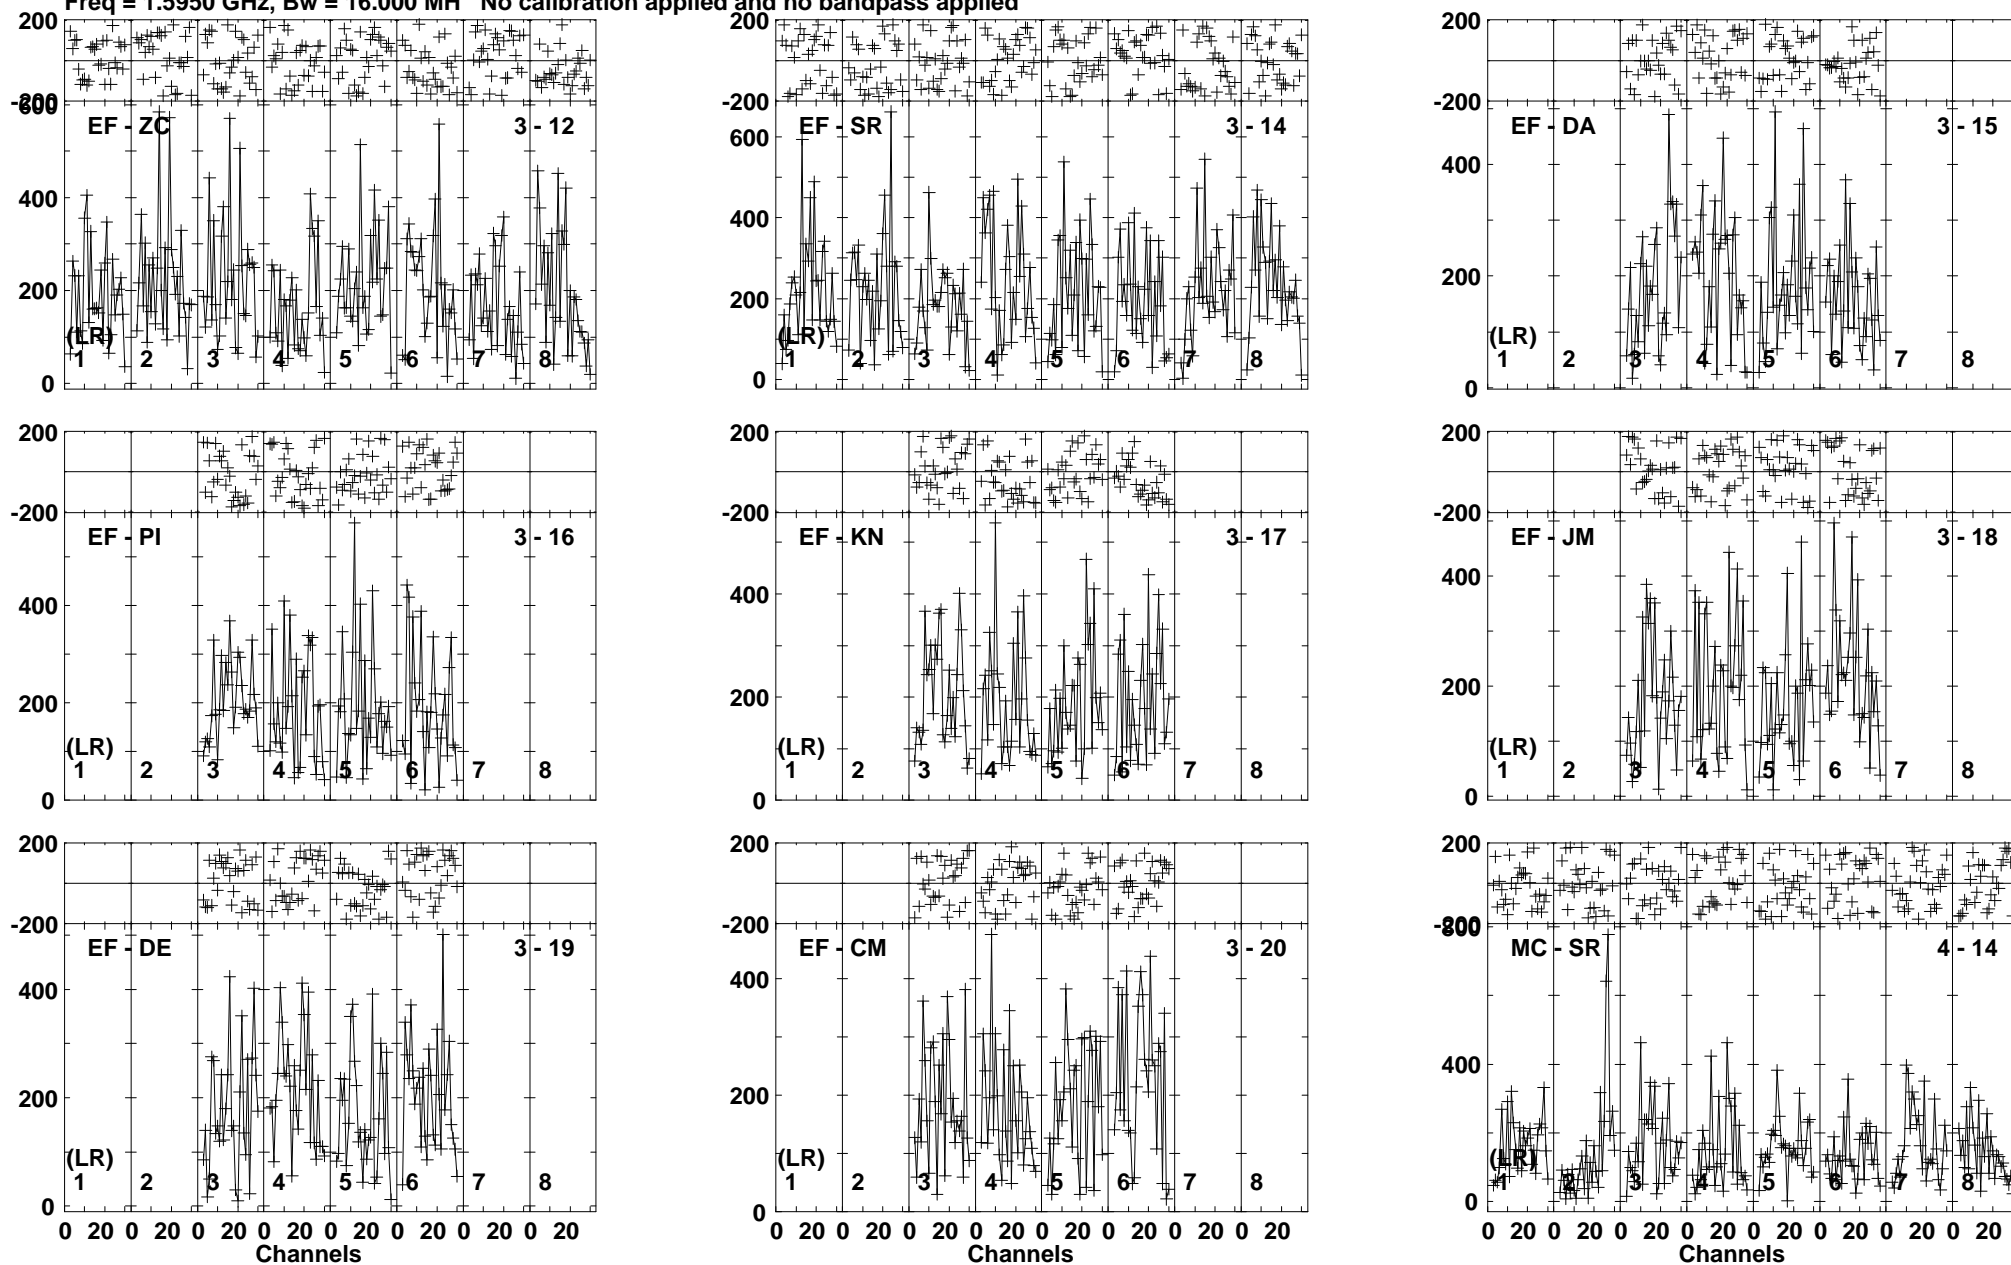 Freq = 1.5950 GHz, Bw = 16.000 MH No calibration applied and no bandpass applied
200
-200
600
400
200
0
EF - ZC
3 - 12
(LR)
1 2 3 4 5 6 7 8
200
-200
600
400
200
0
EF - SR
3 - 14
(LR)
1 2 3 4 5 6 7 8
200
-200
400
200
0
EF - DA
3 - 15
(LR)
1 2 3 4 5 6 7 8
200
-200
400
200
0
EF - PI
3 - 16
(LR)
1 2 3 4 5 6 7 8
200
-200
400
200
0
EF - KN
3 - 17
(LR)
1 2 3 4 5 6 7 8
200
-200
400
200
0
EF - JM
3 - 18
(LR)
1 2 3 4 5 6 7 8
200
-200
400
200
0
EF - DE
3 - 19
(LR)
1 2 3 4 5 6 7 8
0 20 0 20 0 20 0 20 0 20 0 20 0 20 0 20
Channels
200
-200
400
200
0
EF - CM
3 - 20
(LR)
1 2 3 4 5 6 7 8
0 20 0 20 0 20 0 20 0 20 0 20 0 20 0 20
Channels
200
-200
800
400
0
MC - SR
4 - 14
(LR)
1 2 3 4 5 6 7 8
0 20 0 20 0 20 0 20 0 20 0 20 0 20 0 20
Channels